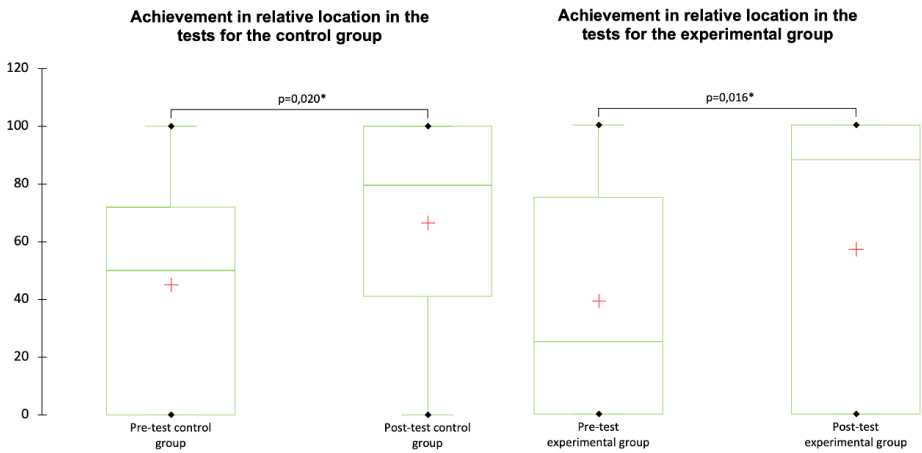 Achievement in relative location in the
tests for the control group
Achievement in relative location in the
tests for the experimental group
120
100
80
60
40
20
0
p=0,020*
p=0,016*
Pre-test control
group
Post-test control
group
Pre-test
experimental group
Post-test
experimental group